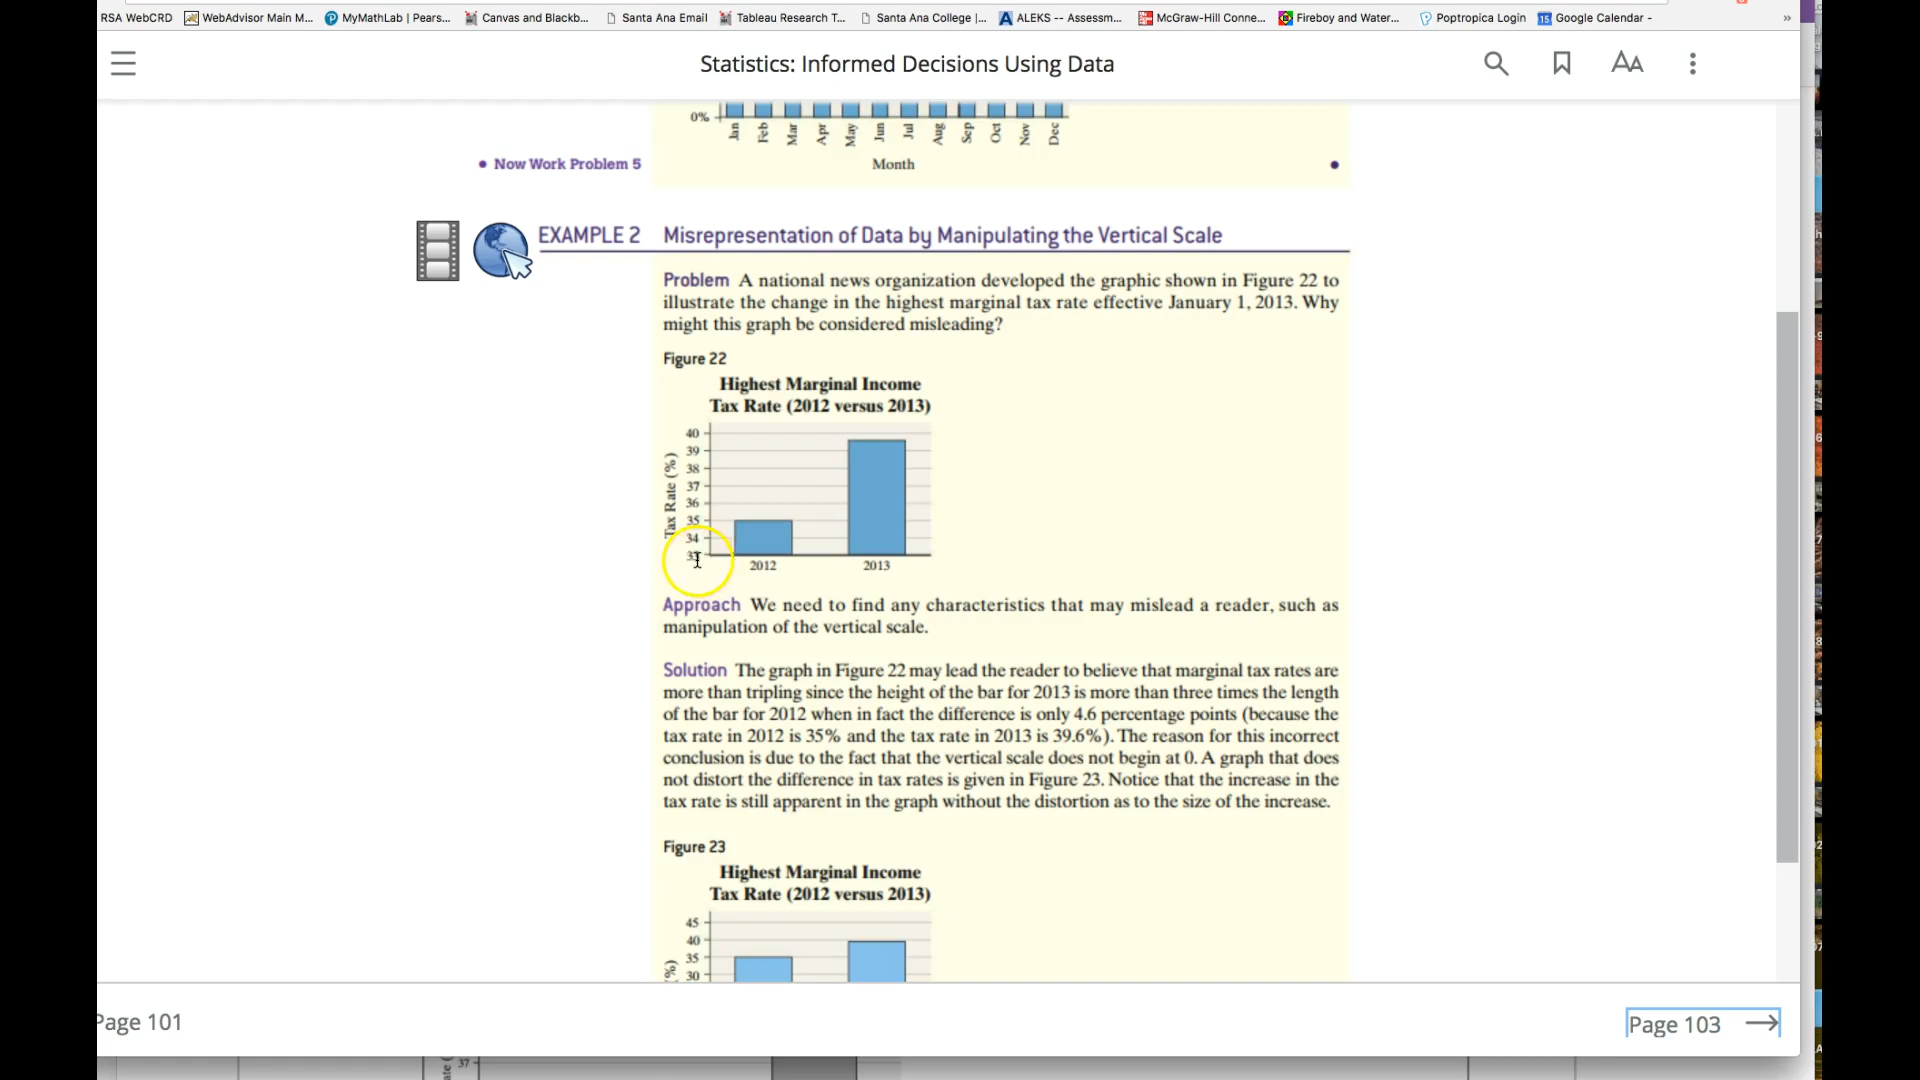 RSA WebCRD WebAdvisor Main M... MyMathLab | Pears... Canvas and Blackb... Santa Ana Email Tableau Research T... Santa Ana College |... ALEKS -- Assessm... McGraw-Hill Conne... Fireboy and Water... Poptropica Login Google Calendar - »
Statistics: Informed Decisions Using Data
0%
Jan Feb Mar Apr May Jun Jul Aug Sep Oct Nov Dec
• Now Work Problem 5
Month
EXAMPLE 2 Misrepresentation of Data by Manipulating the Vertical Scale
Problem A national news organization developed the graphic shown in Figure 22 to
illustrate the change in the highest marginal tax rate effective January 1, 2013. Why
might this graph be considered misleading?
Figure 22
Highest Marginal Income
Tax Rate (2012 versus 2013)
Tax Rate (%)
40
39
38
37
36
35
34
2012 2013
Approach We need to find any characteristics that may mislead a reader, such as
manipulation of the vertical scale.
Solution The graph in Figure 22 may lead the reader to believe that marginal tax rates are
more than tripling since the height of the bar for 2013 is more than three times the length
of the bar for 2012 when in fact the difference is only 4.6 percentage points (because the
tax rate in 2012 is 35% and the tax rate in 2013 is 39.6%). The reason for this incorrect
conclusion is due to the fact that the vertical scale does not begin at 0. A graph that does
not distort the difference in tax rates is given in Figure 23. Notice that the increase in the
tax rate is still apparent in the graph without the distortion as to the size of the increase.
Figure 23
Highest Marginal Income
Tax Rate (2012 versus 2013)
45
40
35
30
(%)
Page 101
Page 103
37